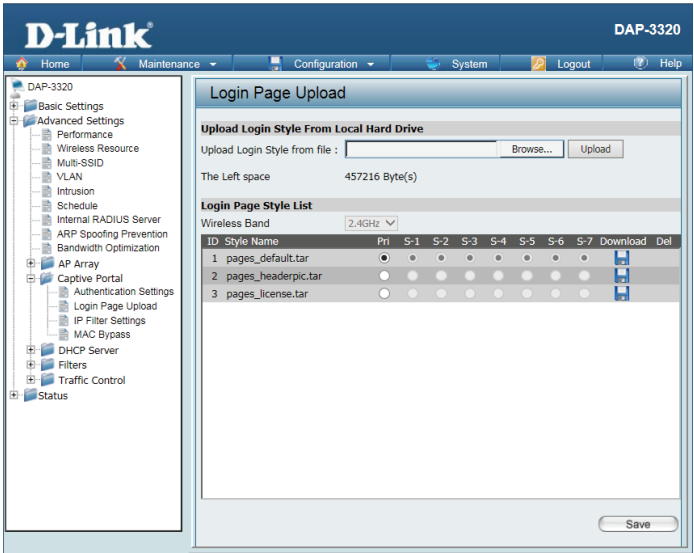 D-Link
DAP-3320
Home Maintenance Configuration System Logout Help
DAP-3320
Basic Settings
Advanced Settings
Performance
Wireless Resource
Multi-SSID
VLAN
Intrusion
Schedule
Internal RADIUS Server
ARP Spoofing Prevention
Bandwidth Optimization
AP Array
Captive Portal
Authentication Settings
Login Page Upload
IP Filter Settings
MAC Bypass
DHCP Server
Filters
Traffic Control
Status
Login Page Upload
Upload Login Style From Local Hard Drive
Upload Login Style from file : Browse... Upload
The Left space 457216 Byte(s)
Login Page Style List
Wireless Band 2.4GHz
ID Style Name Pri S-1 S-2 S-3 S-4 S-5 S-6 S-7 Download Del
1 pages_default.tar
2 pages_headerpic.tar
3 pages_license.tar
Save